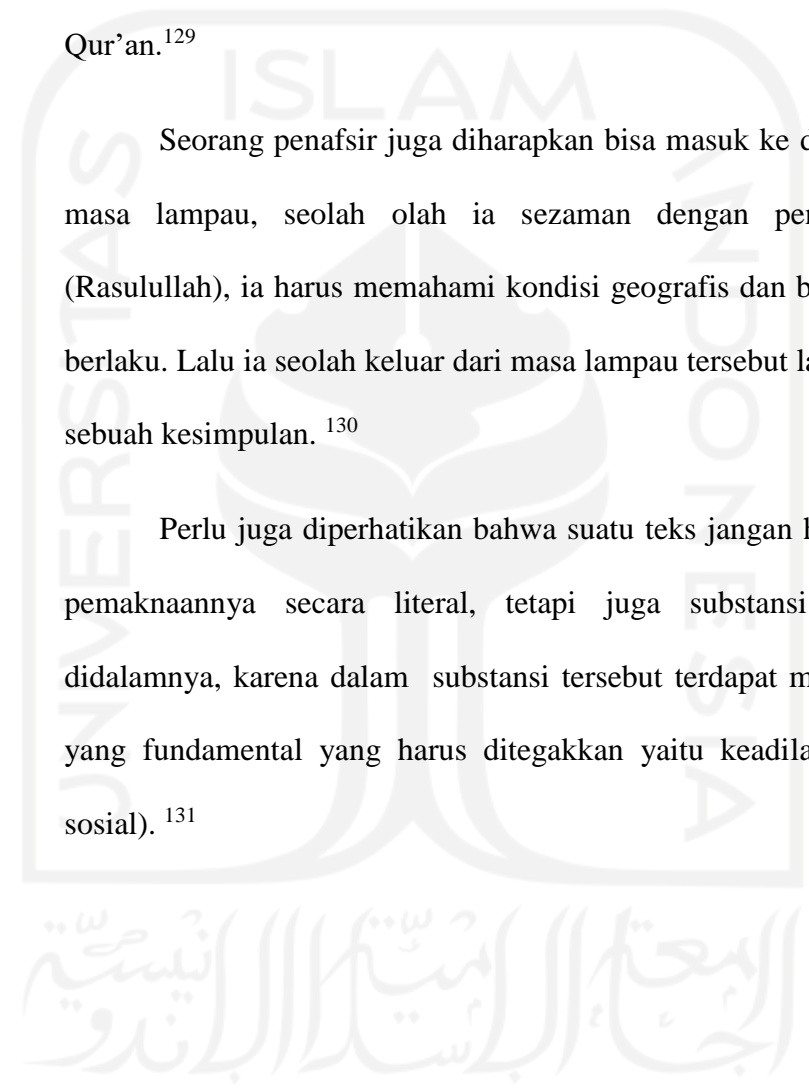 Qur’an.129
ISLAM
Seorang penafsir juga diharapkan bisa masuk ke
masa lampau, seolah olah ia sezaman dengan
(Rasulullah), ia harus memahami kondisi geografis dan
berlaku. Lalu ia seolah keluar dari masa lampau tersebut
sebuah kesimpulan. 130
Perlu juga diperhatikan bahwa suatu teks jangan
pemaknaannya secara literal, tetapi juga substansi
didalamnya, karena dalam substansi tersebut terdapat
yang fundamental yang harus ditegakkan yaitu
sosial). 131
UNIVERSITAS
INDONESIA